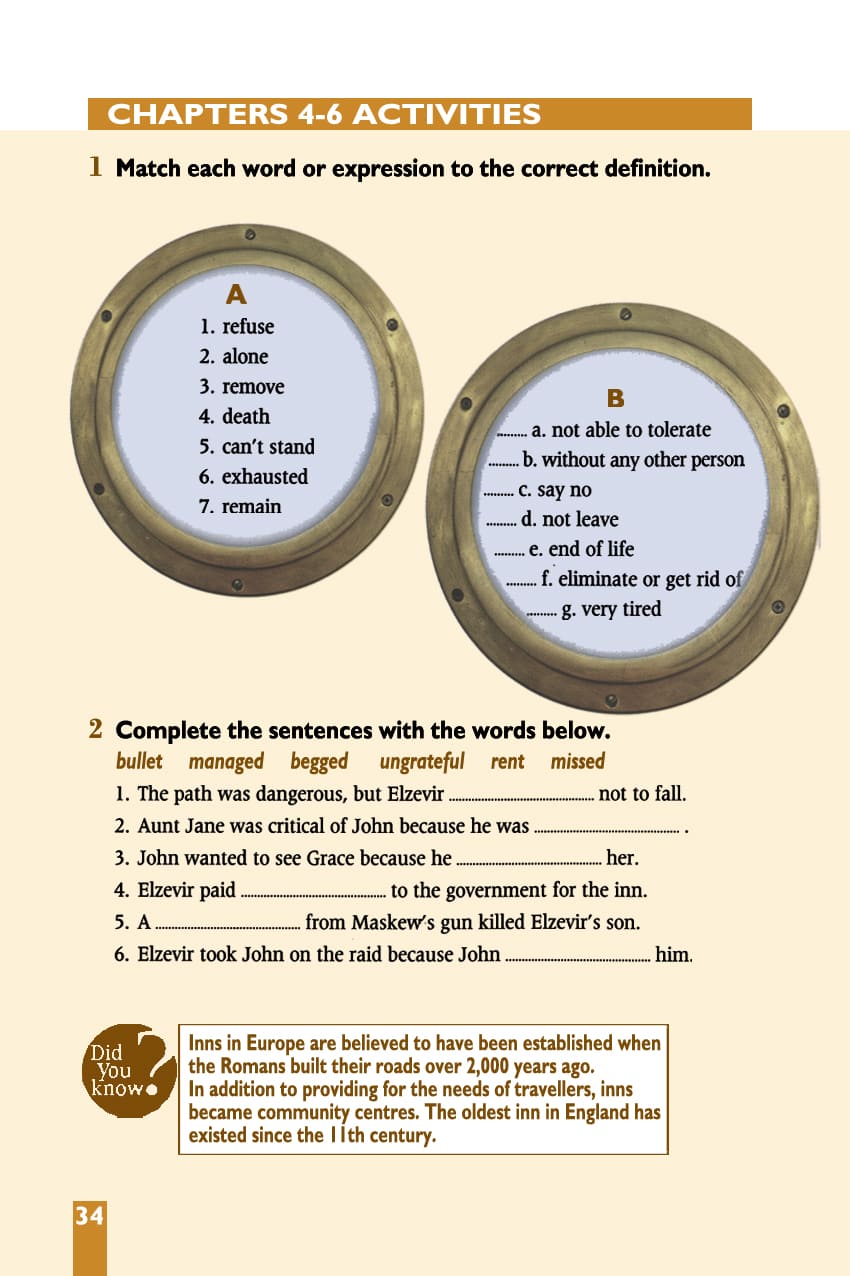 CHAPTERS 4-6 ACTIVITIES
1 Match each word or expression to the correct definition.
A
1. refuse
2. alone
3. remove
4. death
5. can't stand
6. exhausted
7. remain
B
......... a. not able to tolerate
......... b. without any other person
......... c. say no
......... d. not leave
......... e. end of life
......... f. eliminate or get rid of
......... g. very tired
2 Complete the sentences with the words below.
bullet managed begged ungrateful rent missed
1. The path was dangerous, but Elzevir ............................................. not to fall.
2. Aunt Jane was critical of John because he was ............................................. .
3. John wanted to see Grace because he ............................................. her.
4. Elzevir paid ............................................. to the government for the inn.
5. A ............................................. from Maskew's gun killed Elzevir's son.
6. Elzevir took John on the raid because John ............................................. him.
Did
You
know?
Inns in Europe are believed to have been established when
the Romans built their roads over 2,000 years ago.
In addition to providing for the needs of travellers, inns
became community centres. The oldest inn in England has
existed since the 11th century.
34